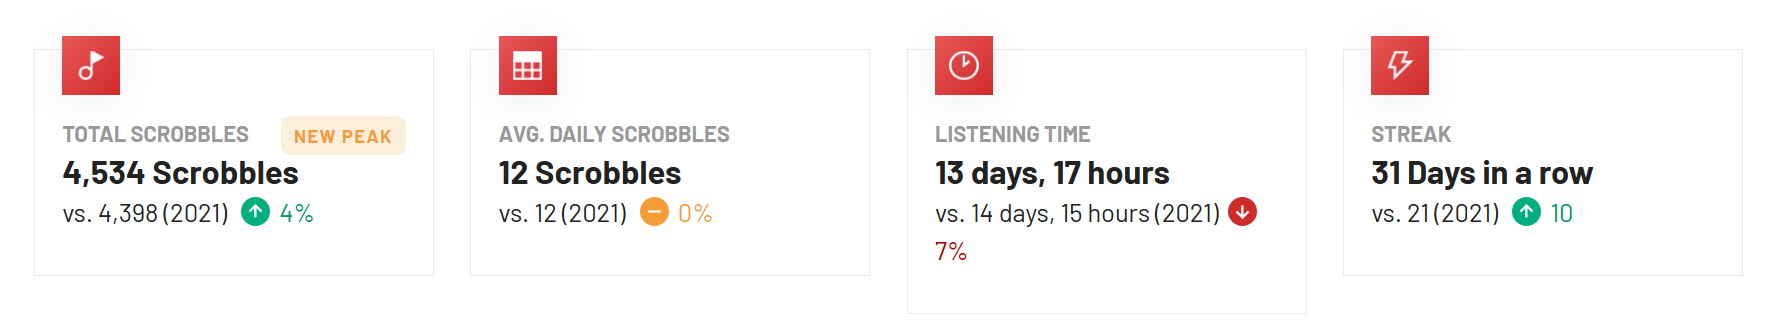 TOTAL SCROBBLES
NEW PEAK
4,534 Scrobbles
vs. 4,398 (2021) 4%
AVG. DAILY SCROBBLES
12 Scrobbles
vs. 12 (2021) 0%
LISTENING TIME
13 days, 17 hours
vs. 14 days, 15 hours (2021)
7%
STREAK
31 Days in a row
vs. 21 (2021) 10